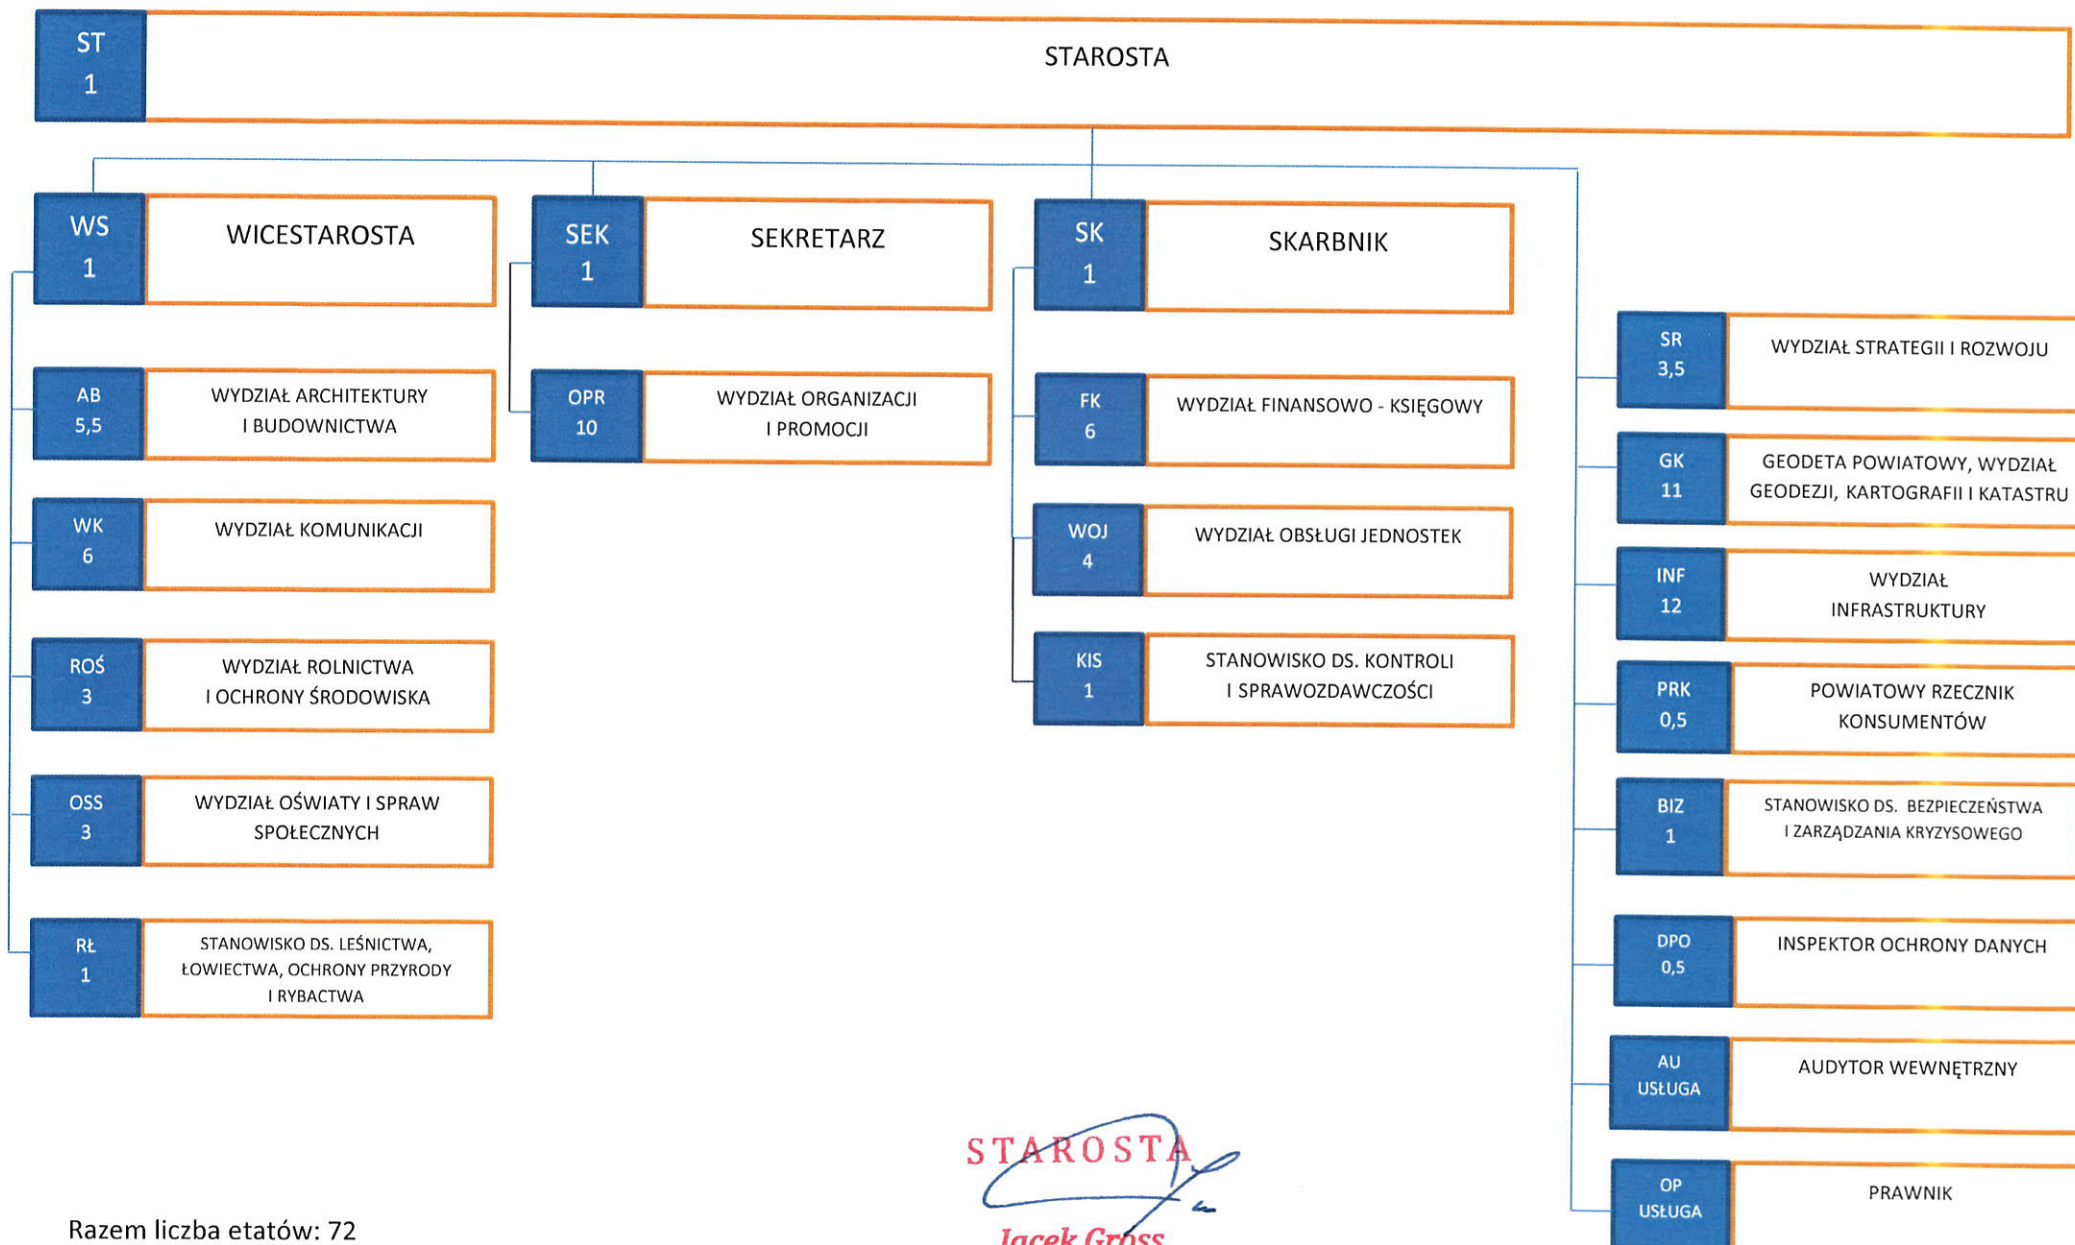 ST
1
STAROSTA
WS
1
WICESTAROSTA
AB
5,5
WYDZIAŁ ARCHITEKTURY
I BUDOWNICTWA
WK
6
WYDZIAŁ KOMUNIKACJI
ROŚ
3
WYDZIAŁ ROLNICTWA
I OCHRONY ŚRODOWISKA
OSS
3
WYDZIAŁ OŚWIATY I SPRAW
SPOŁECZNYCH
RŁ
1
STANOWISKO DS. LEŚNICTWA,
ŁOWIECTWA, OCHRONY PRZYRODY
I RYBACTWA
SEK
1
SEKRETARZ
OPR
10
WYDZIAŁ ORGANIZACJI
I PROMOCJI
SK
1
SKARBNIK
FK
6
WYDZIAŁ FINANSOWO - KSIĘGOWY
WOJ
4
WYDZIAŁ OBSŁUGI JEDNOSTEK
KIS
1
STANOWISKO DS. KONTROLI
I SPRAWOZDAWCZOŚCI
SR
3,5
WYDZIAŁ STRATEGII I ROZWOJU
GK
11
GEODETA POWIATOWY, WYDZIAŁ
GEODEZJI, KARTOGRAFII I KATASTRU
INF
12
WYDZIAŁ
INFRASTRUKTURY
PRK
0,5
POWIATOWY RZECZNIK
KONSUMENTÓW
BIZ
1
STANOWISKO DS. BEZPIECZEŃSTWA
I ZARZĄDZANIA KRYZYSOWEGO
DPO
0,5
INSPEKTOR OCHRONY DANYCH
AU
USŁUGA
AUDYTOR WEWNĘTRZNY
OP
USŁUGA
PRAWNIK
Razem liczba etatów: 72
STAROSTA
Jacek Gross